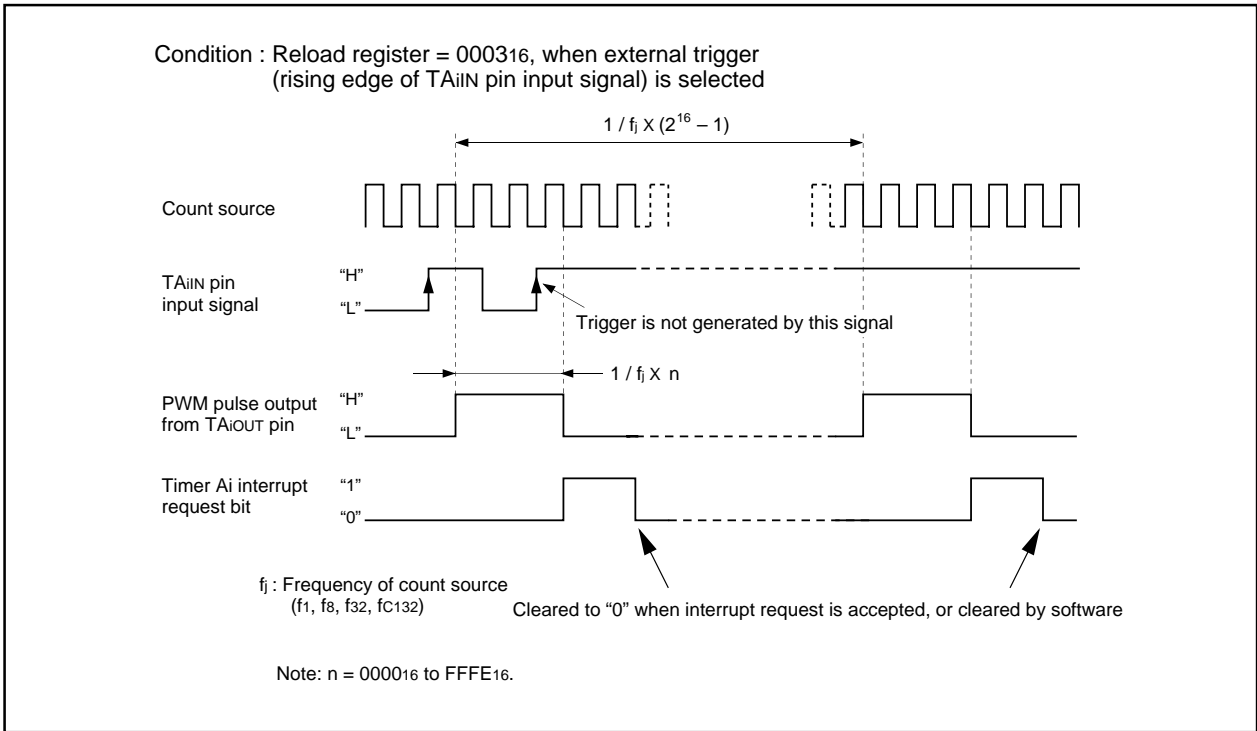 Condition : Reload register = 000316, when external trigger
(rising edge of TAiIN pin input signal) is selected
1 / fj X (2^16 – 1)
Count source
TAiIN pin
input signal
“H”
“L”
Trigger is not generated by this signal
1 / fj X n
PWM pulse output
from TAiOUT pin
“H”
“L”
Timer Ai interrupt
request bit
“1”
“0”
fj : Frequency of count source
(f1, f8, f32, fC132)
Cleared to “0” when interrupt request is accepted, or cleared by software
Note: n = 000016 to FFFE16.